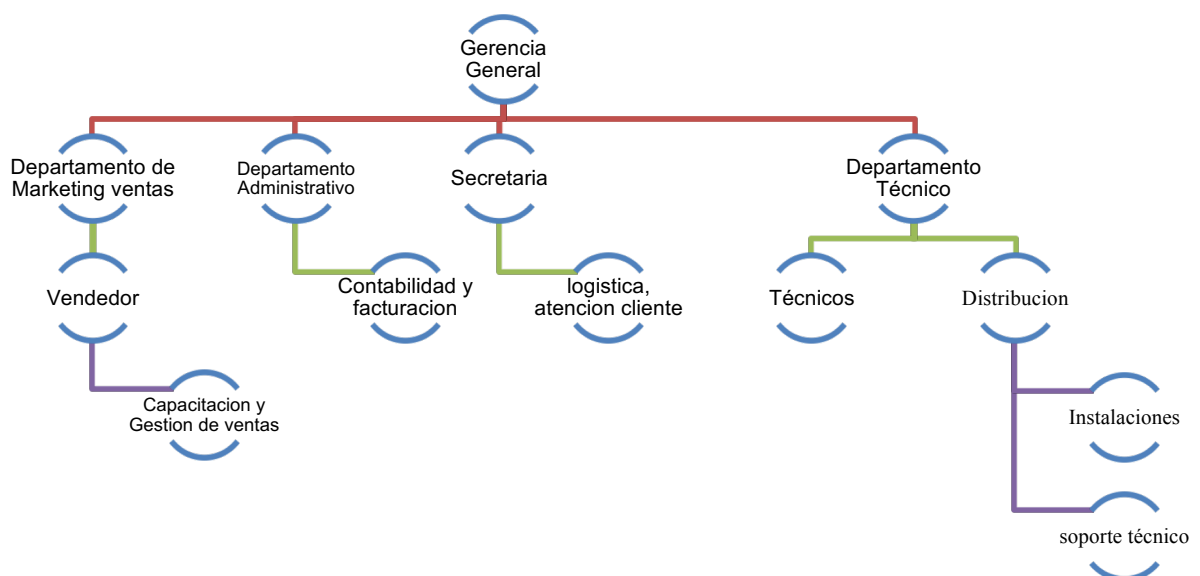 Gerencia
General
Departamento de
Marketing ventas
Departamento
Administrativo
Secretaria
Departamento
Técnico
Vendedor
Contabilidad y
facturacion
logistica,
atencion cliente
Técnicos
Distribucion
Capacitacion y
Gestion de ventas
Instalaciones
soporte técnico